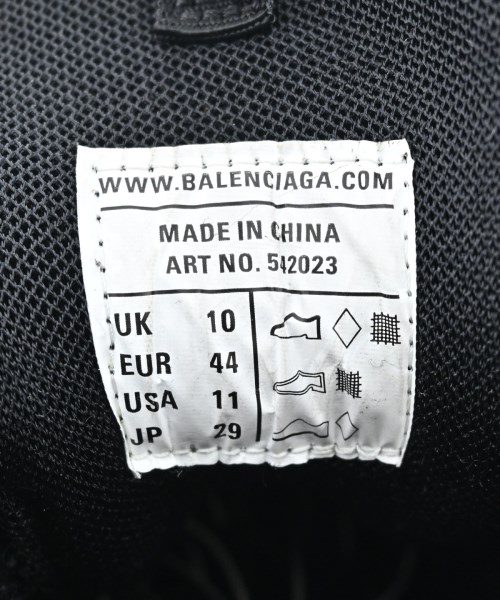 WWW.BALENCIAGA.COM
MADE IN CHINA
ART NO. 542023
UK 10
EUR 44
USA 11
JP 29